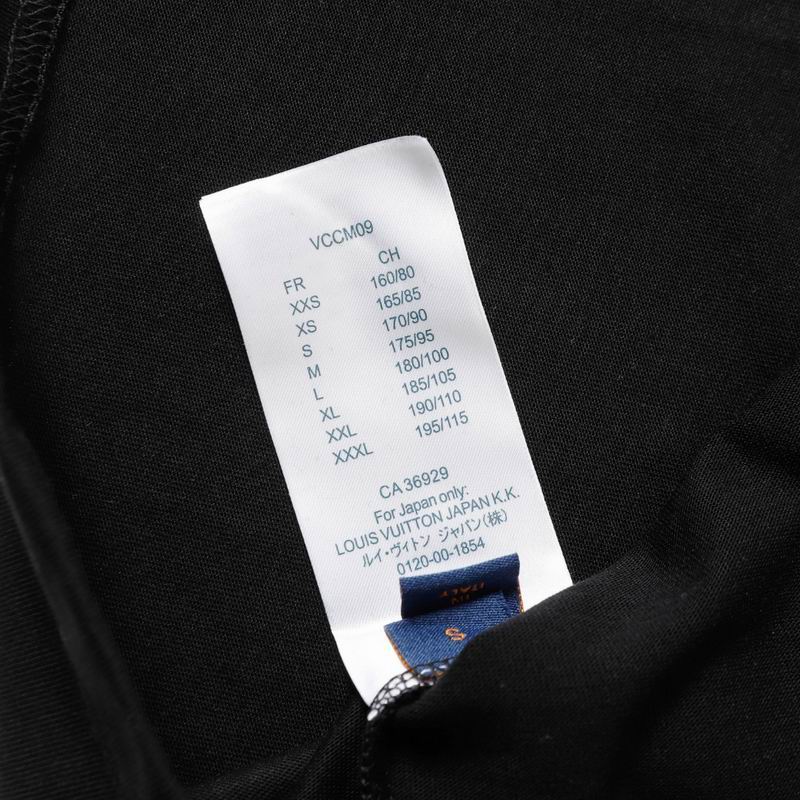 VCCM09
FR CH
XXS 160/80
XS 165/85
S 170/90
M 175/95
L 180/100
XL 185/105
XXL 190/110
XXXL 195/115
CA 36929
For Japan only:
LOUIS VUITTON JAPAN K.K.
ルイ・ヴィトン ジャパン(株)
0120-00-1854
ITALY
IN
S